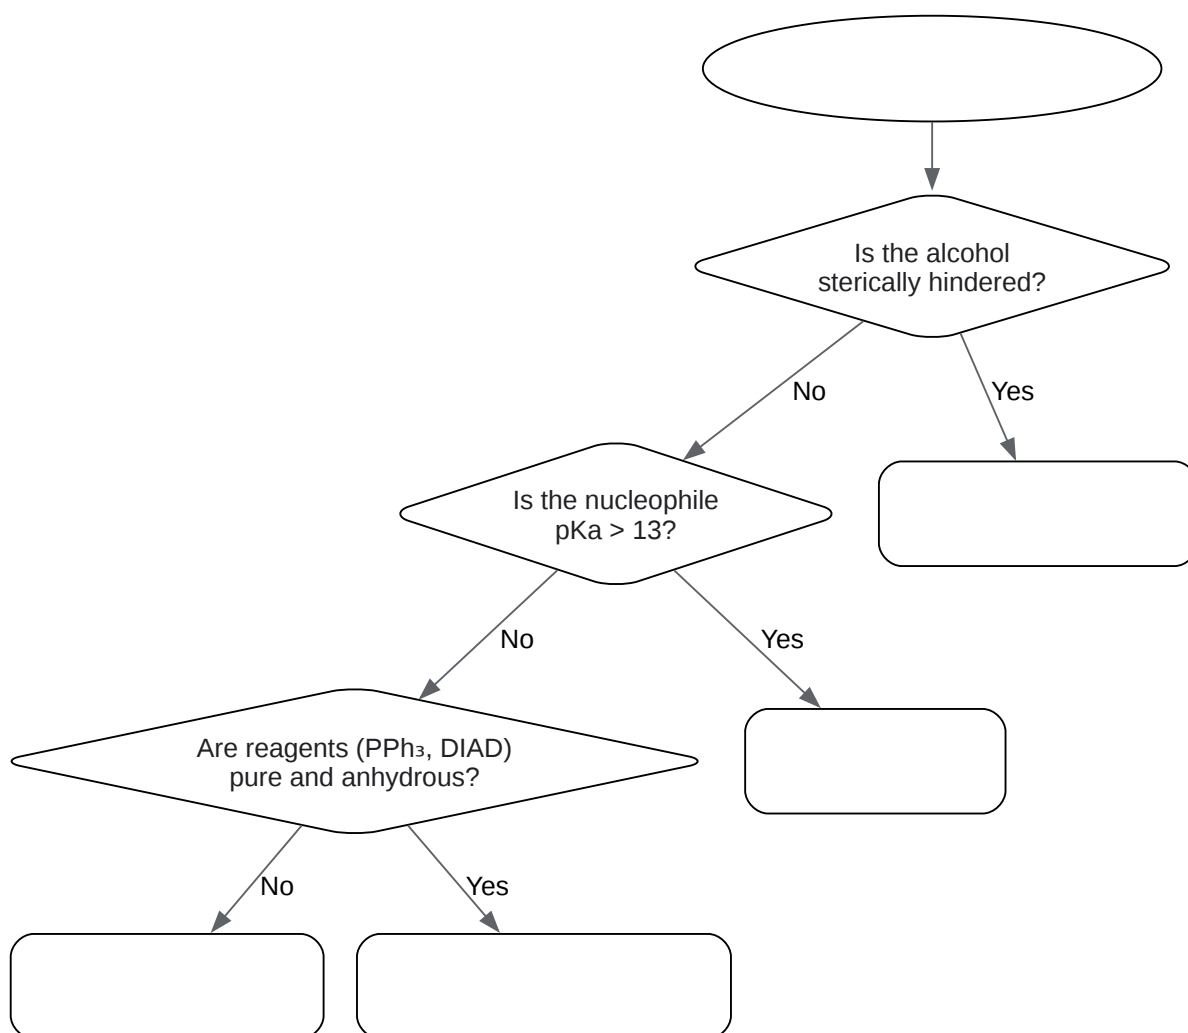 Is the alcohol
sterically hindered?
No
Yes
Is the nucleophile
pKa > 13?
No
Yes
Are reagents (PPh₃, DIAD)
pure and anhydrous?
No
Yes